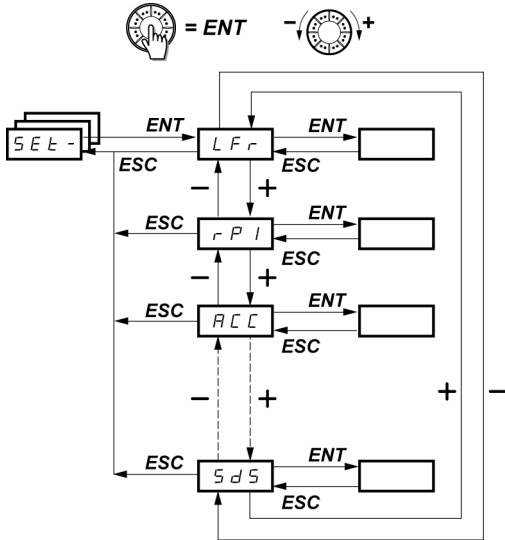 = ENT - +
ENT ENT
SEt- LFr
ESC ESC
- +
ESC ENT
rPI
ESC
- +
ESC ENT
ACC
ESC
- + + -
ESC ENT
SdS
ESC